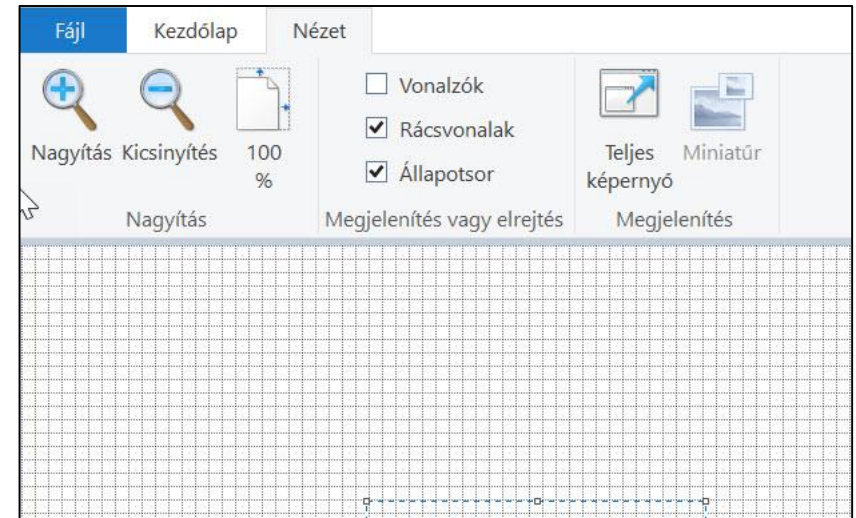 Fájl Kezdőlap Nézet
Nagyítás Kicsinyítés 100
%
Nagyítás
Vonalzók
Rácsvonalak
Állapotsor
Megjelenítés vagy elrejtés
Teljes
képernyő
Miniatűr
Megjelenítés